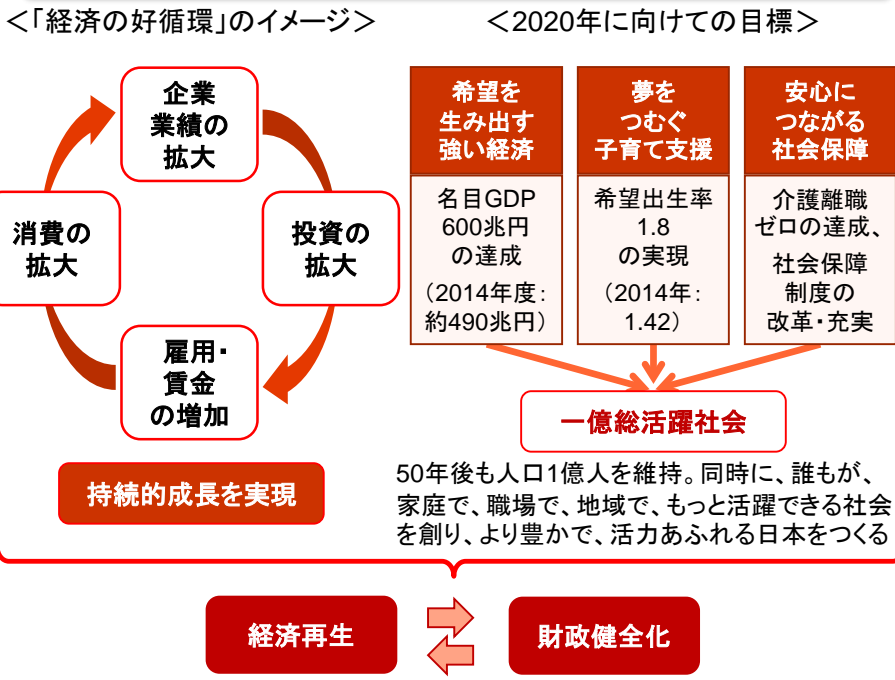 ＜「経済の好循環」のイメージ＞
企業
業績の
拡大
投資の
拡大
雇用・
賃金
の増加
消費の
拡大
持続的成長を実現
＜2020年に向けての目標＞
希望を
生み出す
強い経済
名目GDP
600兆円
の達成
（2014年度：
約490兆円）
夢を
つむぐ
子育て支援
希望出生率
1.8
の実現
（2014年：
1.42）
安心に
つながる
社会保障
介護離職
ゼロの達成、
社会保障
制度の
改革・充実
一億総活躍社会
50年後も人口1億人を維持。同時に、誰もが、
家庭で、職場で、地域で、もっと活躍できる社会
を創り、より豊かで、活力あふれる日本をつくる
経済再生
財政健全化